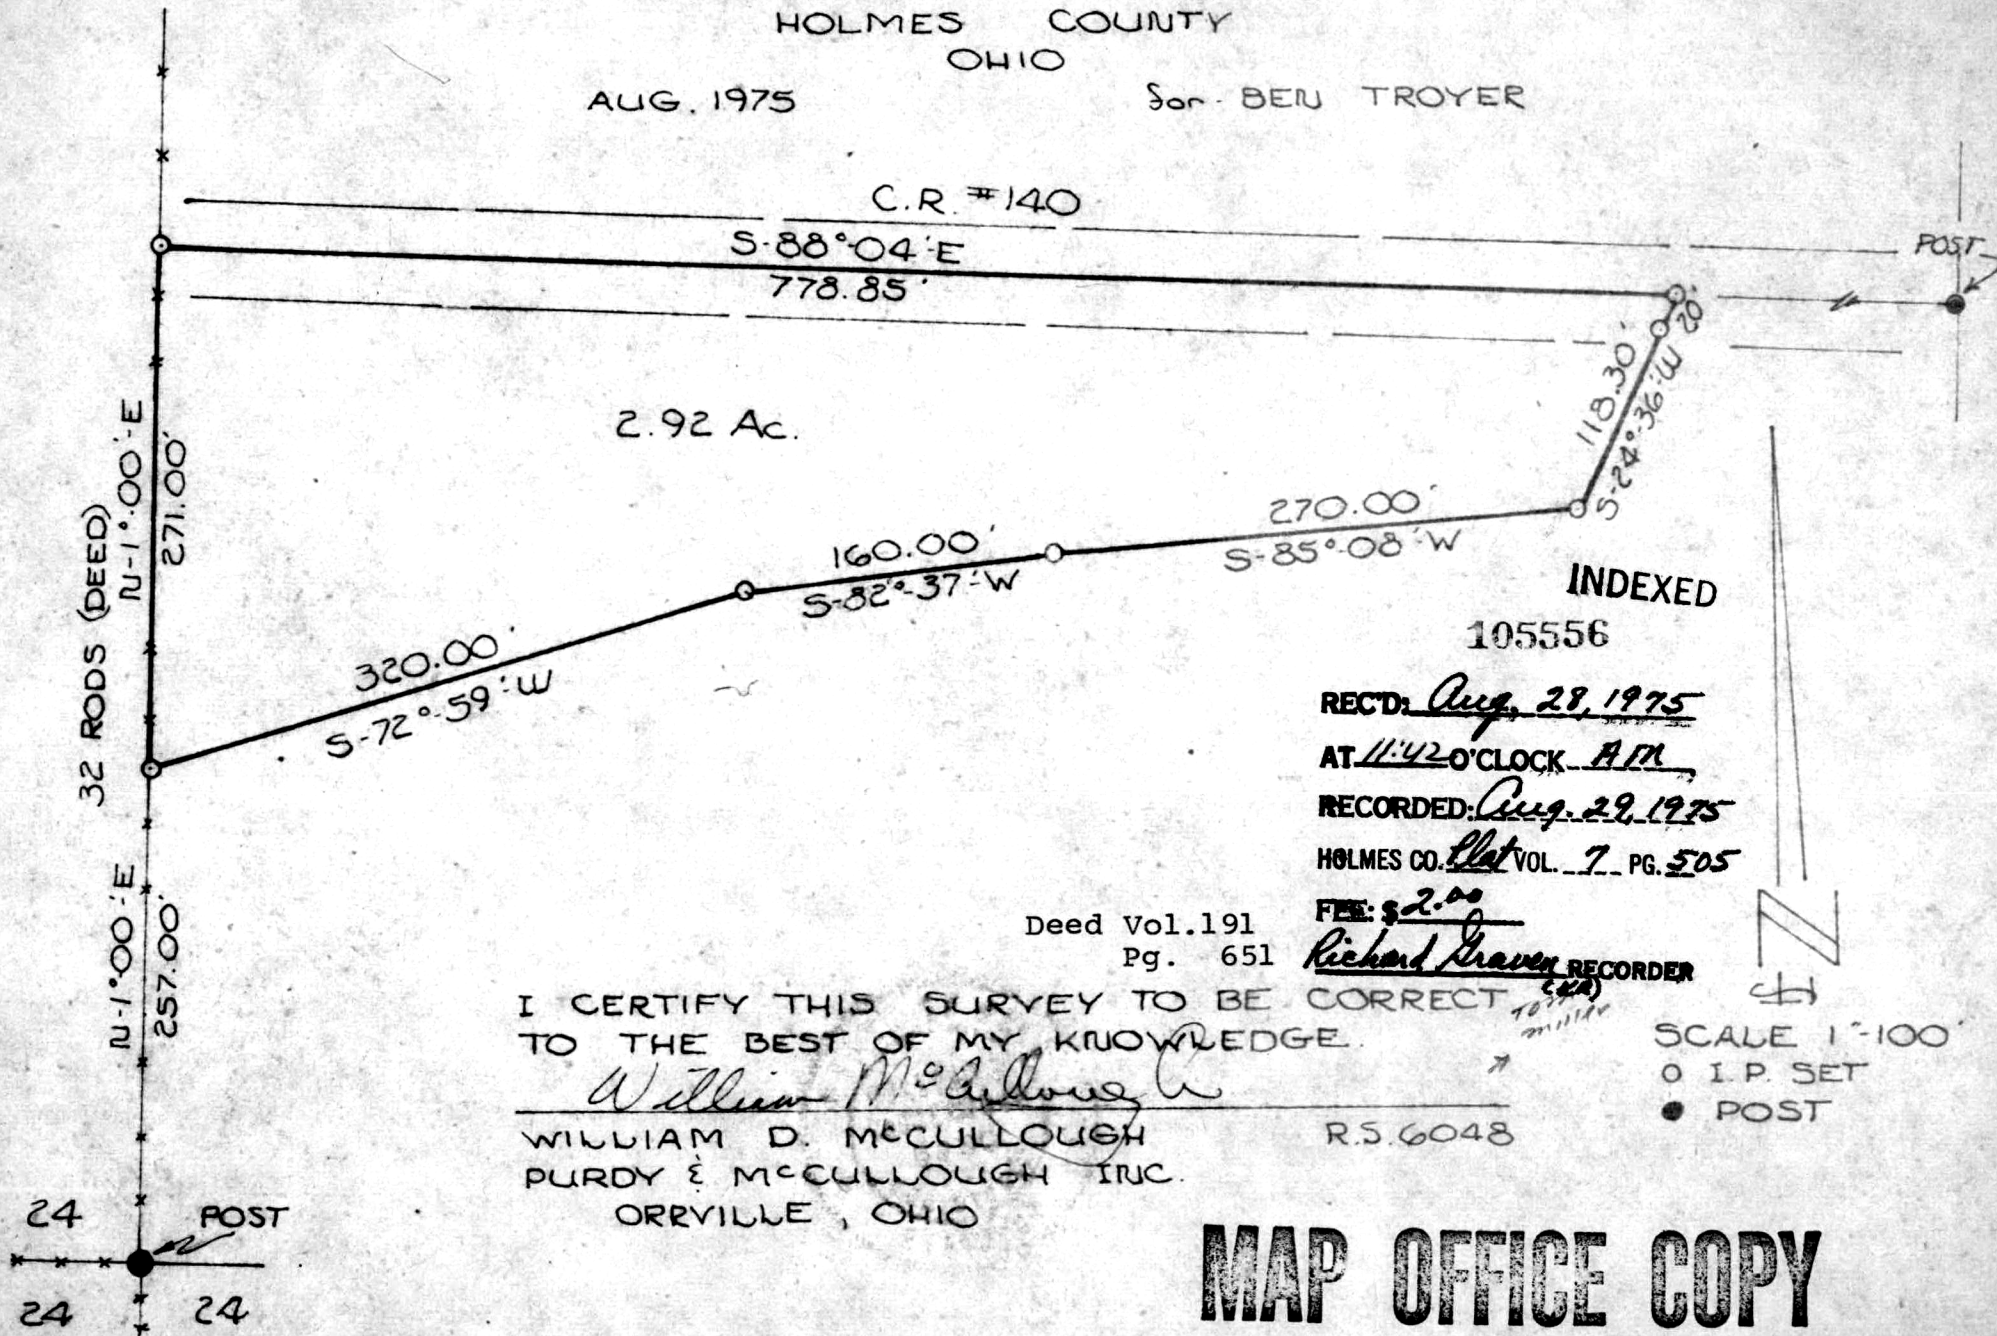 HOLMES COUNTY
OHIO
AUG. 1975
for - BEN TROYER
C.R. #140
S-88°-04'-E
778.85'
POST
20'
118.30'
S-24°-36'-W
2.92 Ac.
N-1°.00'-E
271.00'
32 RODS (DEED)
270.00'
S-85°-08'-W
160.00'
S-82°-37'-W
320.00'
S-72°-59'-W
INDEXED
105556
REC'D: Aug. 28, 1975
AT 11:42 O'CLOCK A M
RECORDED: Aug. 29, 1975
HOLMES CO. Plat VOL. 7 PG. 505
FEE: $ 2.00
Richard Graven RECORDER
Deed Vol.191
Pg. 651
N-1°.00'-E
257.00'
I CERTIFY THIS SURVEY TO BE CORRECT
TO THE BEST OF MY KNOWLEDGE.
William McCullough
WILLIAM D. McCULLOUGH
R.S. 6048
PURDY & McCULLOUGH INC.
ORRVILLE, OHIO
N
SCALE 1"-100'
O I.P. SET
● POST
24
POST
24
24
MAP OFFICE COPY